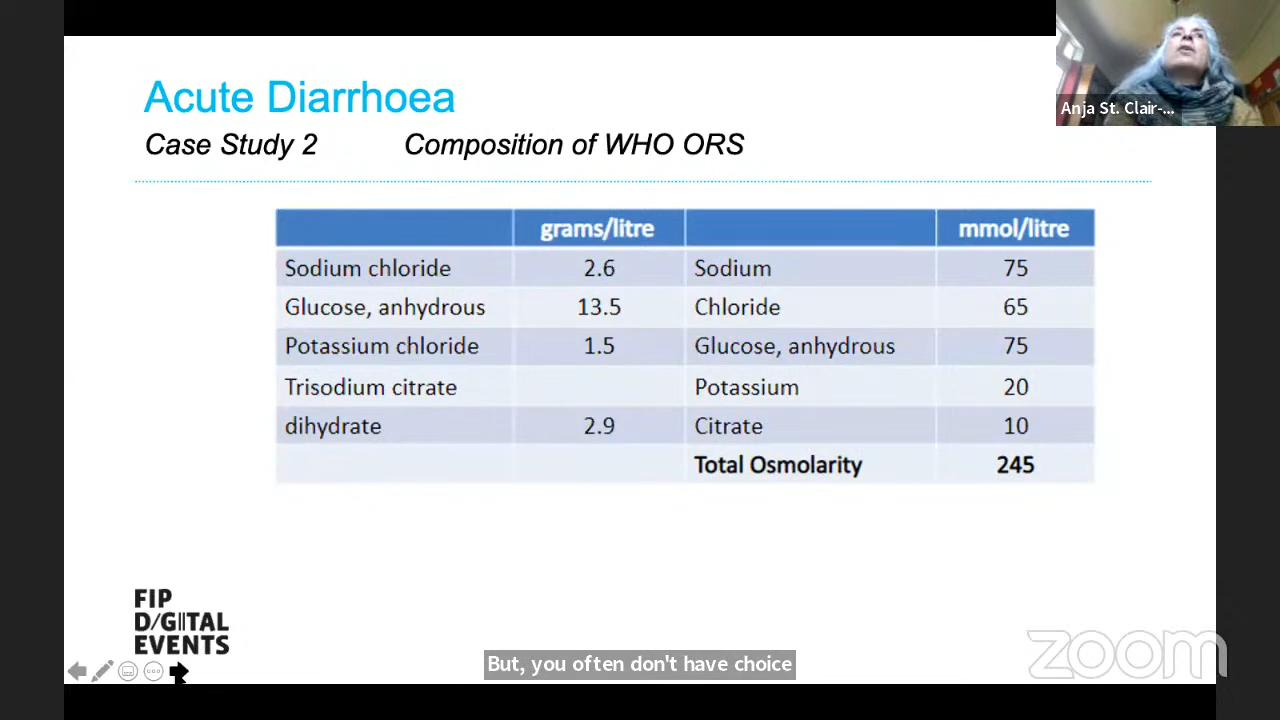 Anja St. Clair-...
Acute Diarrhoea
Case Study 2 Composition of WHO ORS
grams/litre mmol/litre
Sodium chloride 2.6 Sodium 75
Glucose, anhydrous 13.5 Chloride 65
Potassium chloride 1.5 Glucose, anhydrous 75
Trisodium citrate Potassium 20
dihydrate 2.9 Citrate 10
Total Osmolarity 245
FIP
DIGITAL
EVENTS
But, you often don't have choice
zoom